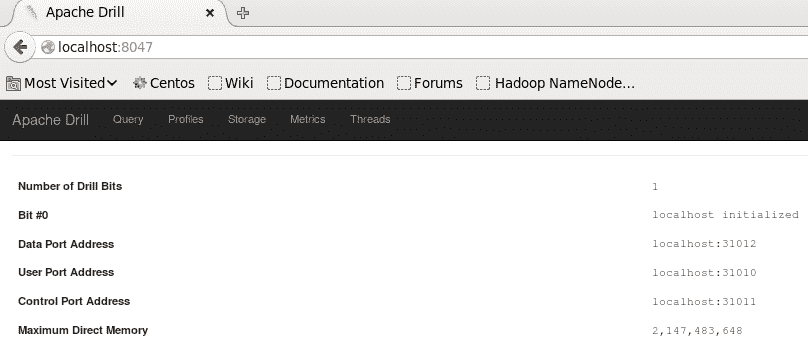 Apache Drill
localhost:8047
Most Visited Centos Wiki Documentation Forums Hadoop NameNode...
Apache Drill Query Profiles Storage Metrics Threads
Number of Drill Bits 1
Bit #0 localhost initialized
Data Port Address localhost:31012
User Port Address localhost:31010
Control Port Address localhost:31011
Maximum Direct Memory 2,147,483,648